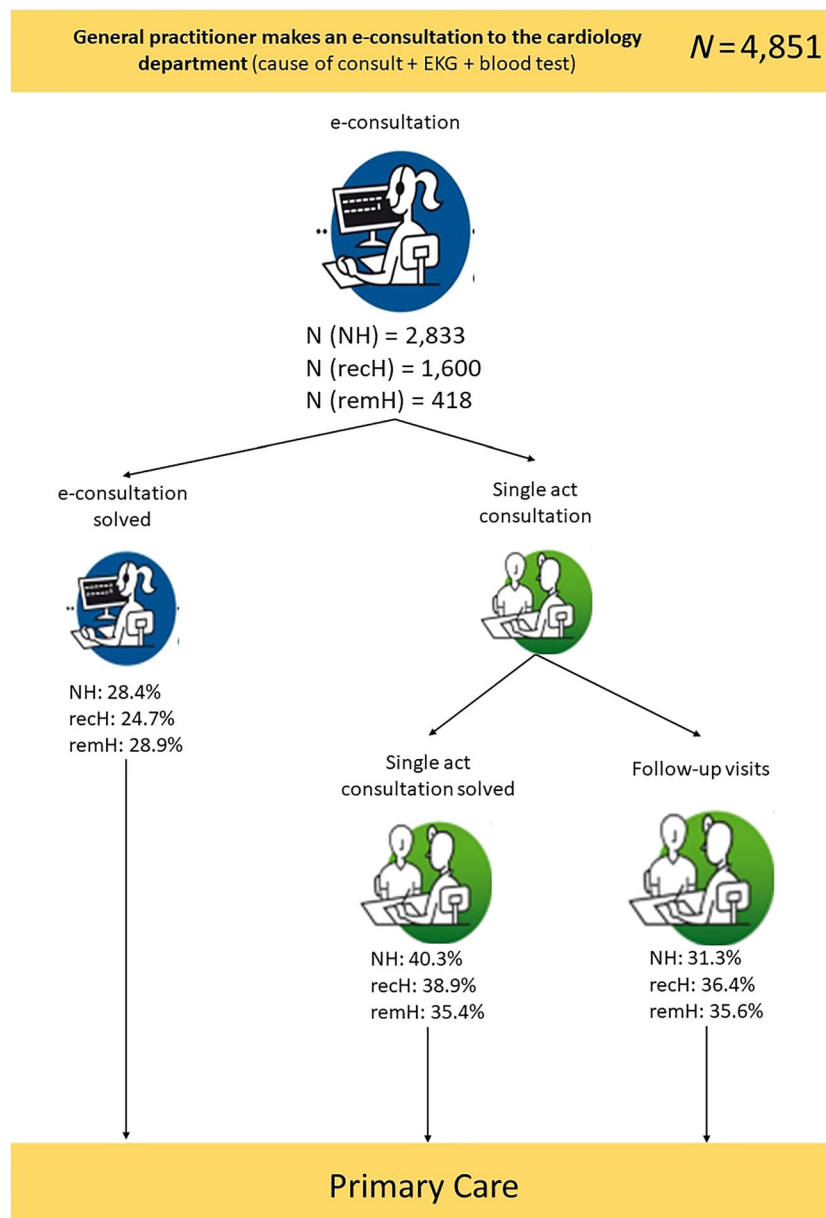 General practitioner makes an e-consultation to the cardiology
department (cause of consult + EKG + blood test)
N = 4,851
e-consultation
N (NH) = 2,833
N (recH) = 1,600
N (remH) = 418
e-consultation
solved
NH: 28.4%
recH: 24.7%
remH: 28.9%
Single act
consultation
Single act
consultation solved
NH: 40.3%
recH: 38.9%
remH: 35.4%
Follow-up visits
NH: 31.3%
recH: 36.4%
remH: 35.6%
Primary Care